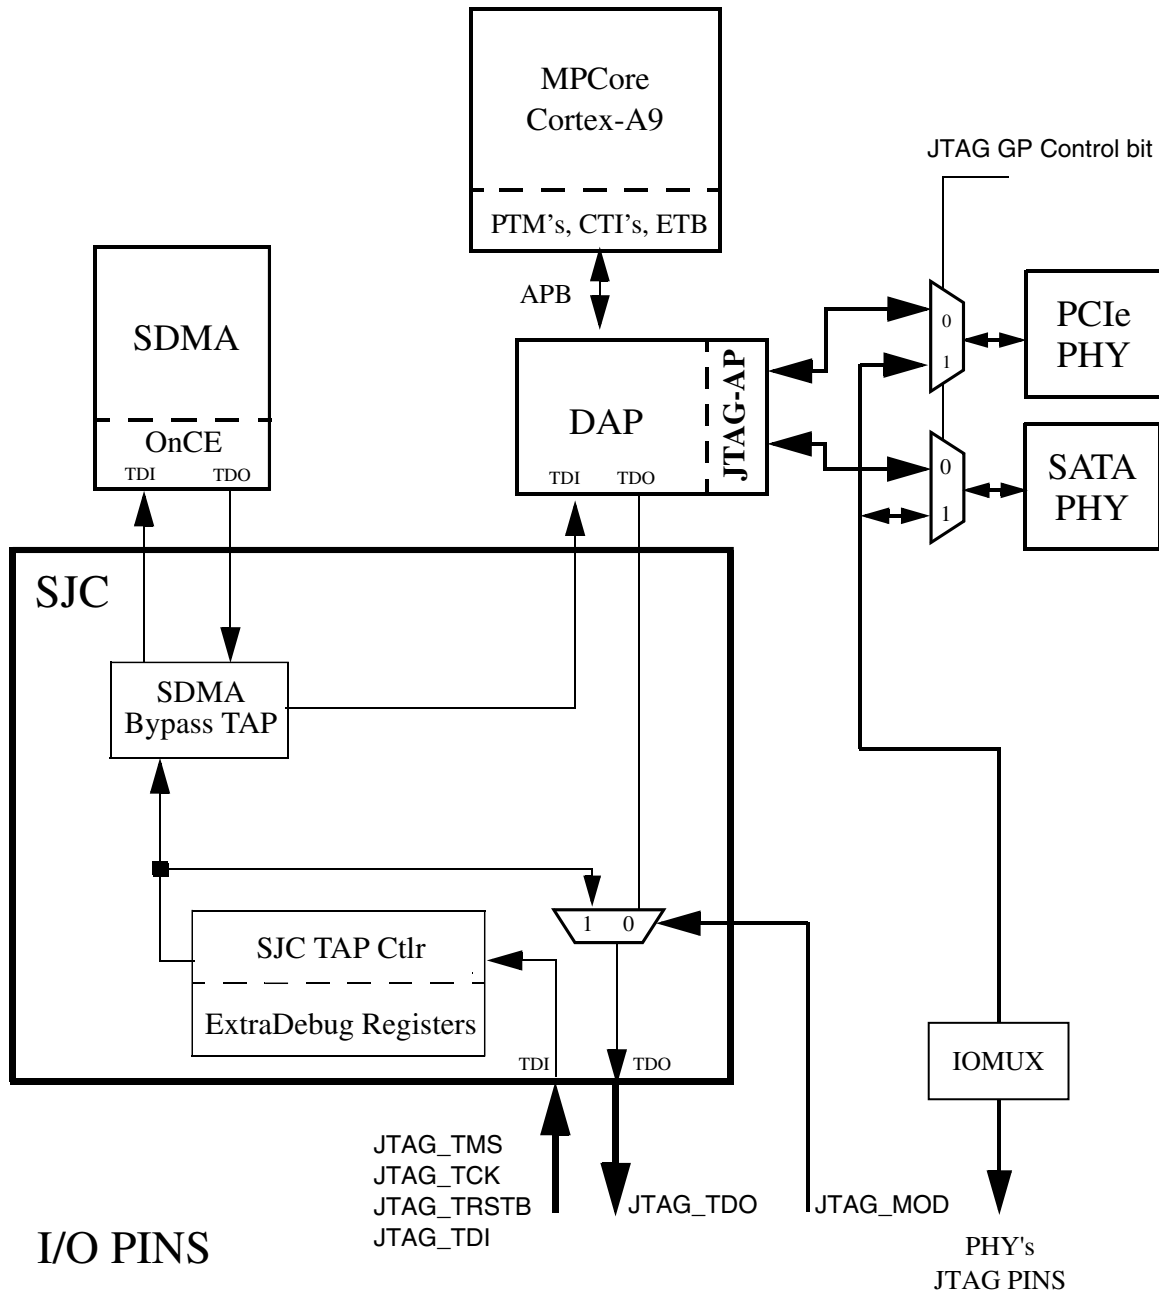 MPCore
Cortex-A9
PTM's, CTI's, ETB
JTAG GP Control bit
APB
SDMA
OnCE
TDI
TDO
DAP
JTAG-AP
TDI
TDO
0
1
PCIe
PHY
0
1
SATA
PHY
SJC
SDMA
Bypass TAP
1
0
SJC TAP Ctlr
ExtraDebug Registers
TDI
TDO
IOMUX
JTAG_TMS
JTAG_TCK
JTAG_TRSTB
JTAG_TDI
JTAG_TDO
JTAG_MOD
I/O PINS
PHY's
JTAG PINS